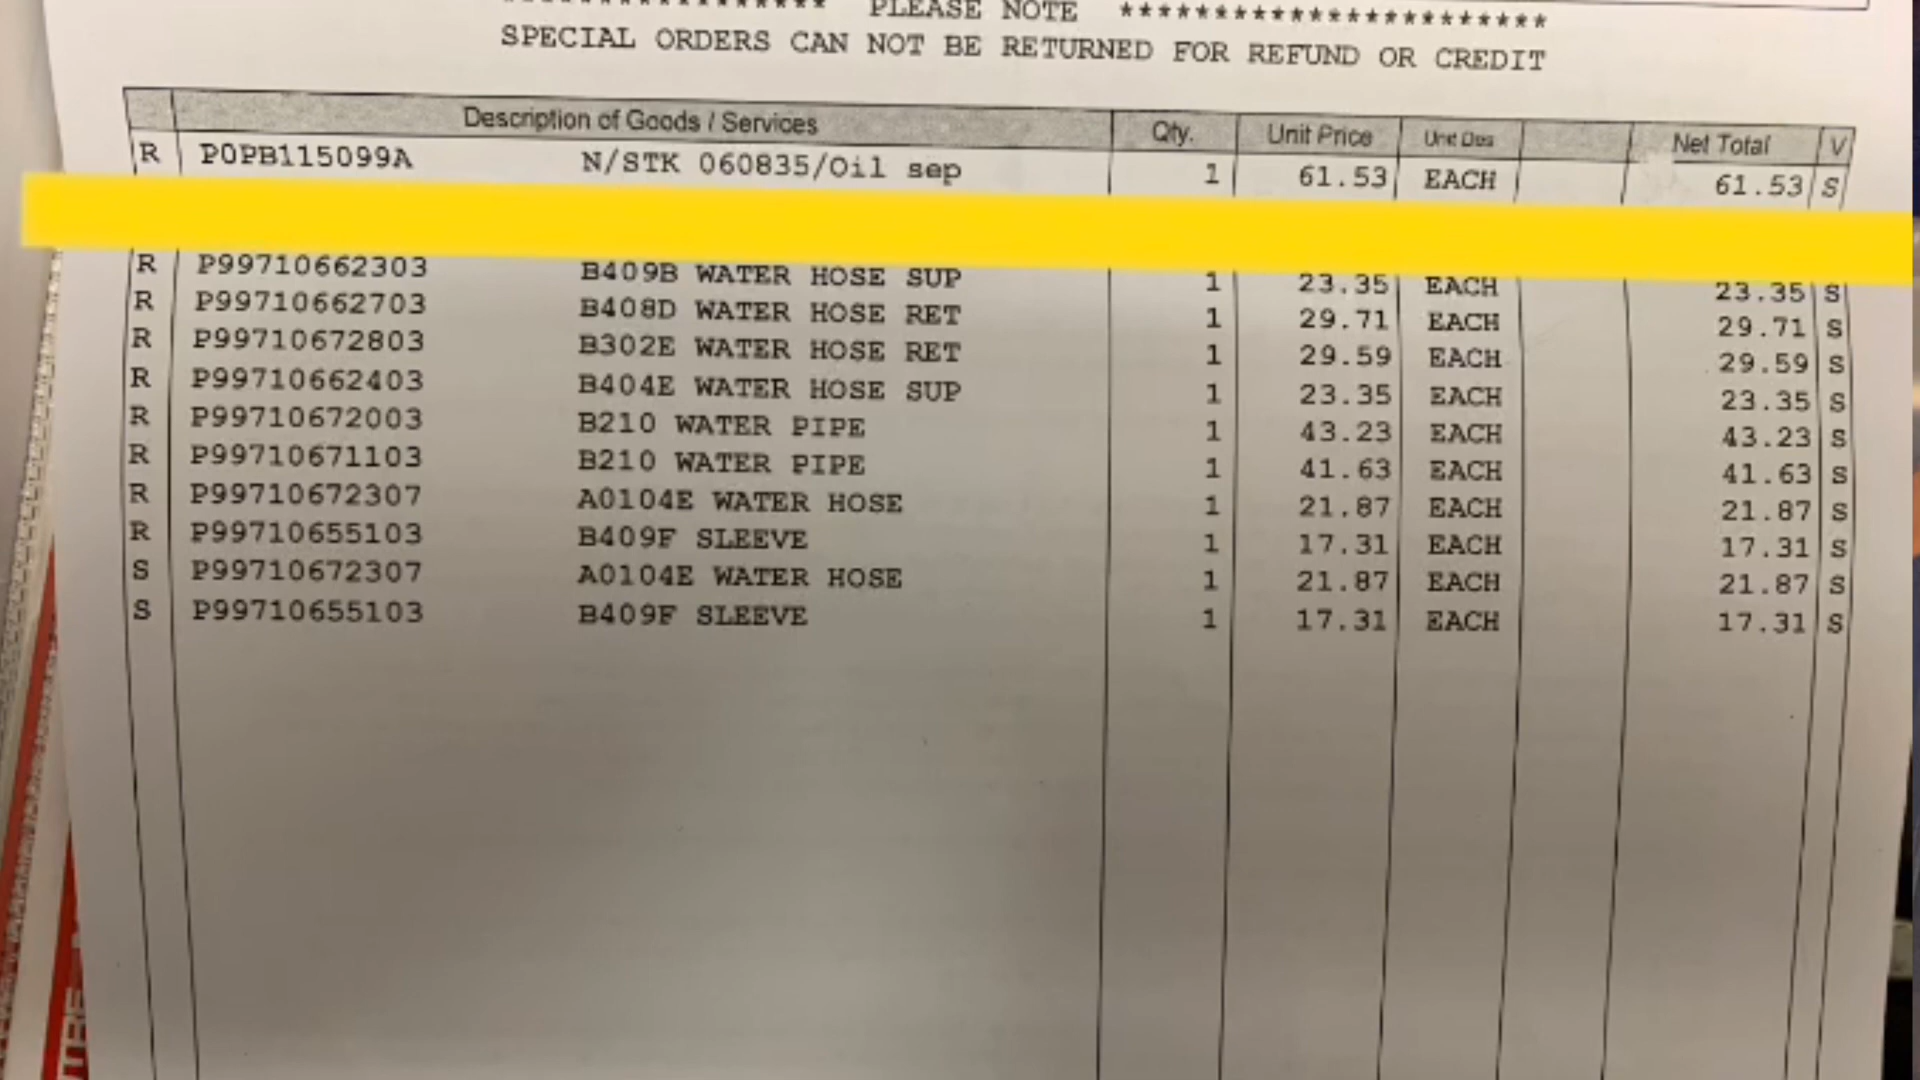 ***************** PLEASE NOTE ***********************
SPECIAL ORDERS CAN NOT BE RETURNED FOR REFUND OR CREDIT
Description of Goods / Services Qty. Unit Price Unit Des Net Total V
R P0PB115099A N/STK 060835/Oil sep 1 61.53 EACH 61.53 S
R P99710662303 B409B WATER HOSE SUP 1 23.35 EACH 23.35 S
R P99710662703 B408D WATER HOSE RET 1 29.71 EACH 29.71 S
R P99710672803 B302E WATER HOSE RET 1 29.59 EACH 29.59 S
R P99710662403 B404E WATER HOSE SUP 1 23.35 EACH 23.35 S
R P99710672003 B210 WATER PIPE 1 43.23 EACH 43.23 S
R P99710671103 B210 WATER PIPE 1 41.63 EACH 41.63 S
R P99710672307 A0104E WATER HOSE 1 21.87 EACH 21.87 S
R P99710655103 B409F SLEEVE 1 17.31 EACH 17.31 S
S P99710672307 A0104E WATER HOSE 1 21.87 EACH 21.87 S
S P99710655103 B409F SLEEVE 1 17.31 EACH 17.31 S